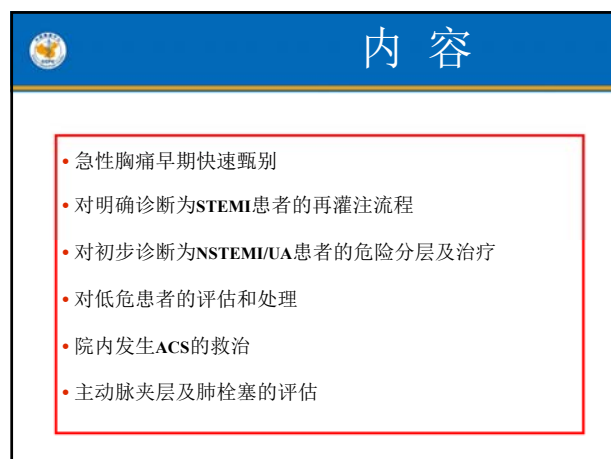 内 容
• 急性胸痛早期快速甄别
• 对明确诊断为STEMI患者的再灌注流程
• 对初步诊断为NSTEMI/UA患者的危险分层及治疗
• 对低危患者的评估和处理
• 院内发生ACS的救治
• 主动脉夹层及肺栓塞的评估